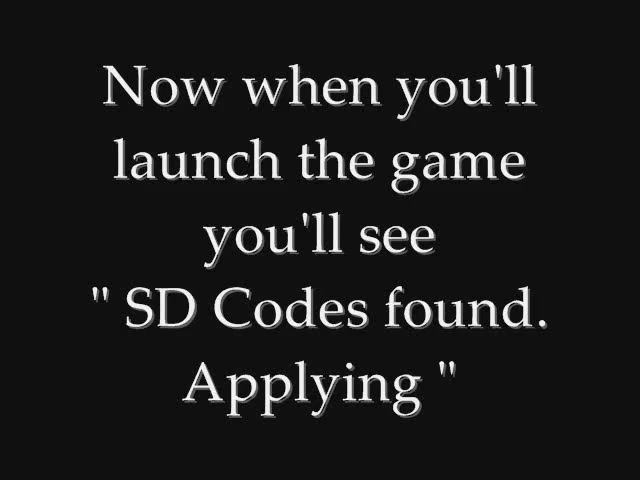 Now when you'll
launch the game
you'll see
" SD Codes found.
Applying "